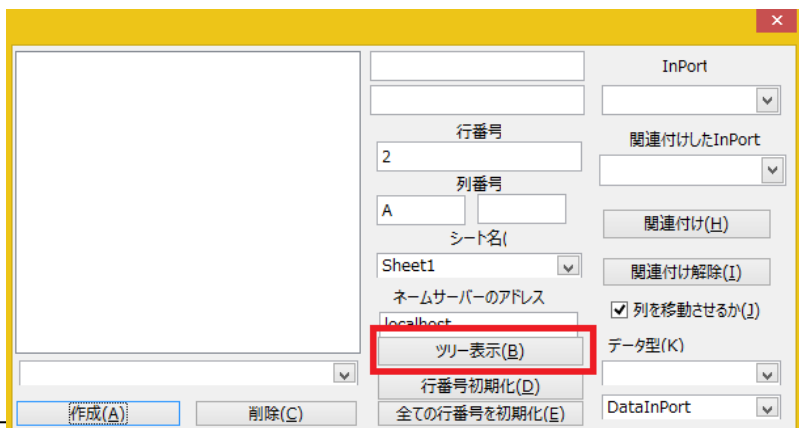 InPort
行番号
2
関連付けしたInPort
列番号
A
関連付け(H)
シート名(
Sheet1
関連付け解除(I)
ネームサーバーのアドレス
localhost
列を移動させるか(J)
ツリー表示(B)
データ型(K)
行番号初期化(D)
作成(A)
削除(C)
全ての行番号を初期化(E)
DataInPort